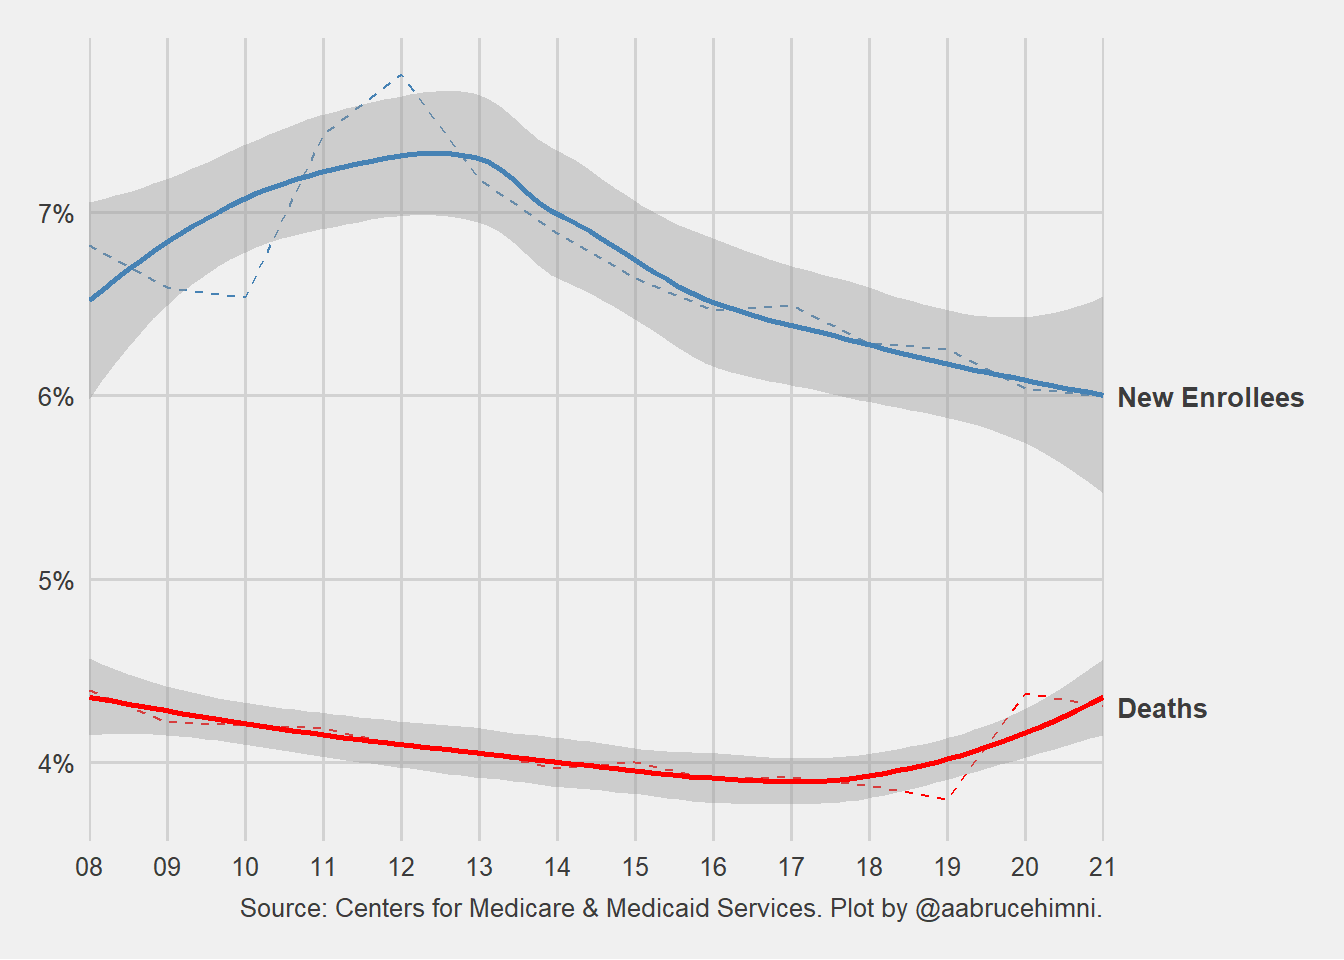 7%
6%
5%
4%
New Enrollees
Deaths
08 09 10 11 12 13 14 15 16 17 18 19 20 21
Source: Centers for Medicare & Medicaid Services. Plot by @aabrucehimni.